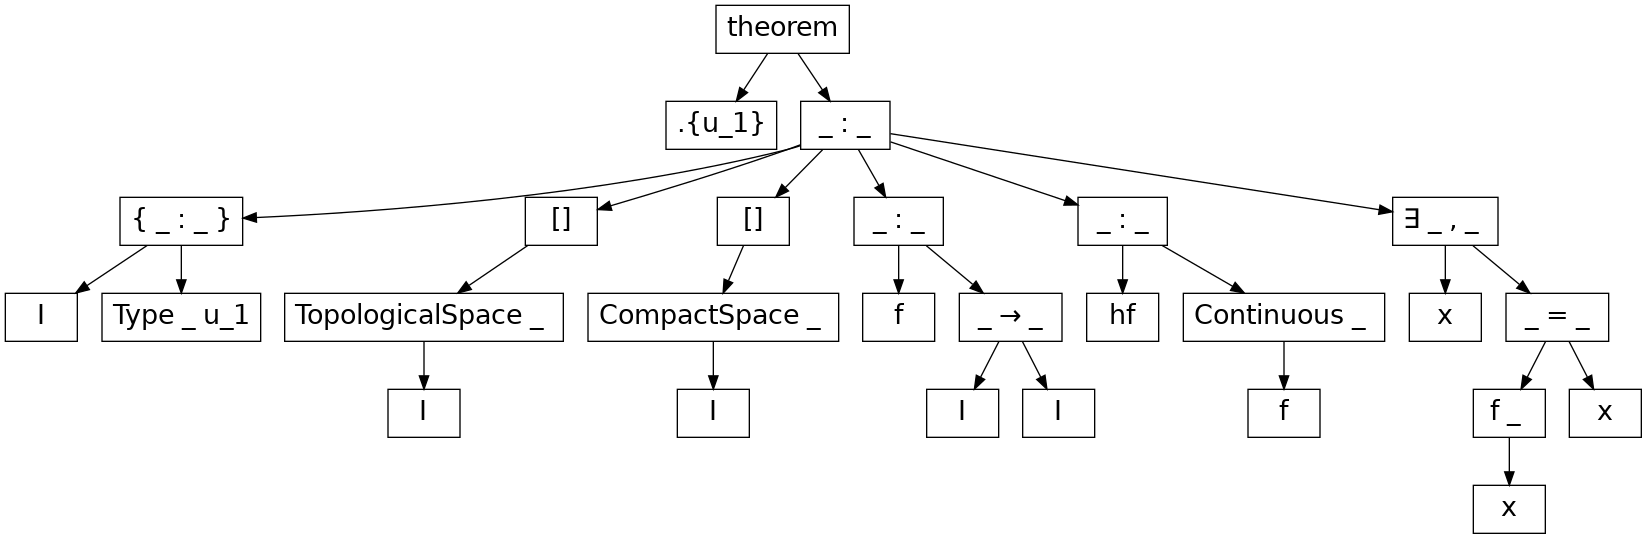 theorem
.{u_1} _ : _
{ _ : _ } [] [] _ : _ _ : _ ∃ _ , _
I Type _ u_1 TopologicalSpace _ CompactSpace _ f _ → _ hf Continuous _ x _ = _
I I I I f f _ x
x